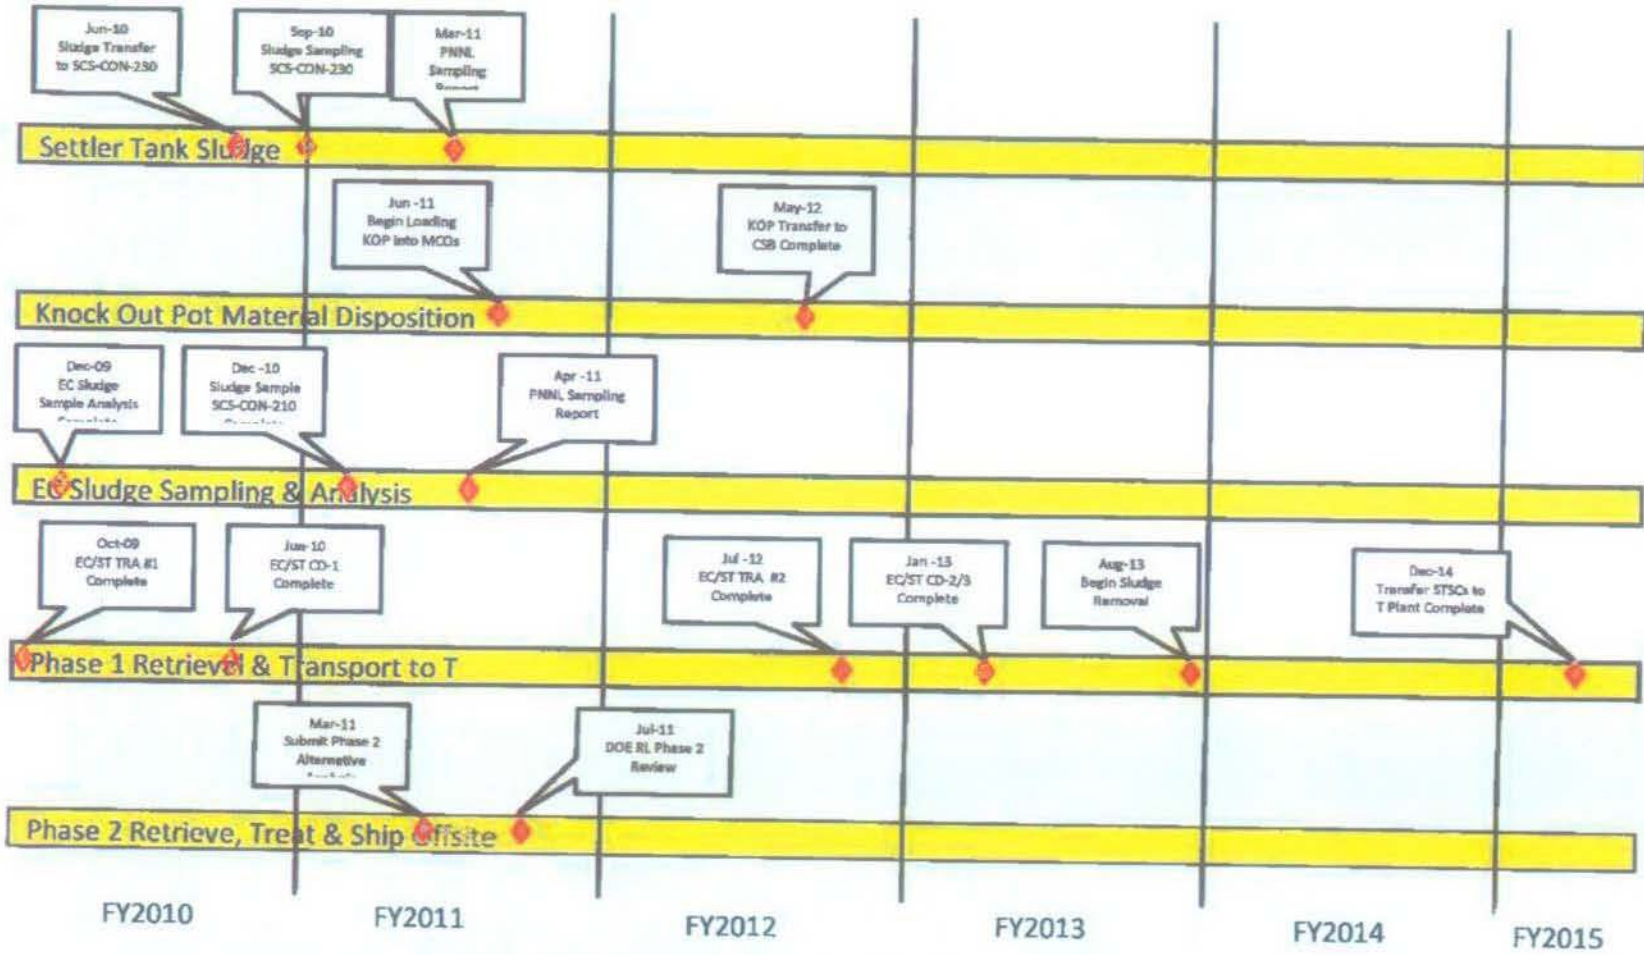 Jun-10
Sludge Transfer
to SCS-CON-230
Sep-10
Sludge Sampling
SCS-CON-230
Mar-11
PNNL
Sampling
Settler Tank Sludge
Jun -11
Begin Loading
KOP into MCOs
May-12
KOP Transfer to
CSB Complete
Knock Out Pot Material Disposition
Dec-09
EC Sludge
Sample Analysis
Complete
Dec -10
Sludge Sample
SCS-CON-210
Complete
Apr -11
PNNL Sampling
Report
EC Sludge Sampling & Analysis
Oct-09
EC/ST TRA #1
Complete
Jun-10
EC/ST CD-1
Complete
Jul -12
EC/ST TRA #2
Complete
Jan -13
EC/ST CD-2/3
Complete
Aug-13
Begin Sludge
Removal
Dec-14
Transfer STSCs to
T Plant Complete
Phase 1 Retrieval & Transport to T
Mar-11
Submit Phase 2
Alternative
Jul-11
DOE RL Phase 2
Review
Phase 2 Retrieve, Treat & Ship Offsite
FY2010
FY2011
FY2012
FY2013
FY2014
FY2015